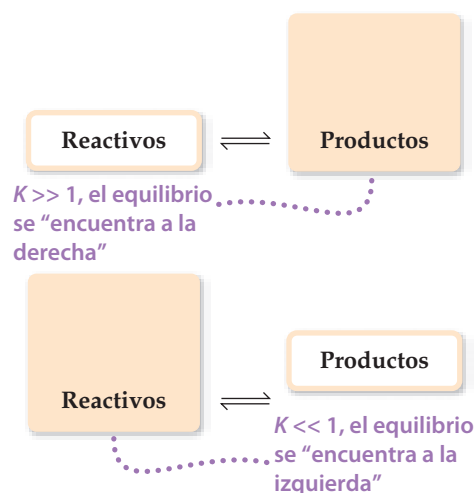 Reactivos ⇌ Productos
K >> 1, el equilibrio
se “encuentra a la
derecha”
Reactivos ⇌ Productos
K << 1, el equilibrio
se “encuentra a la
izquierda”